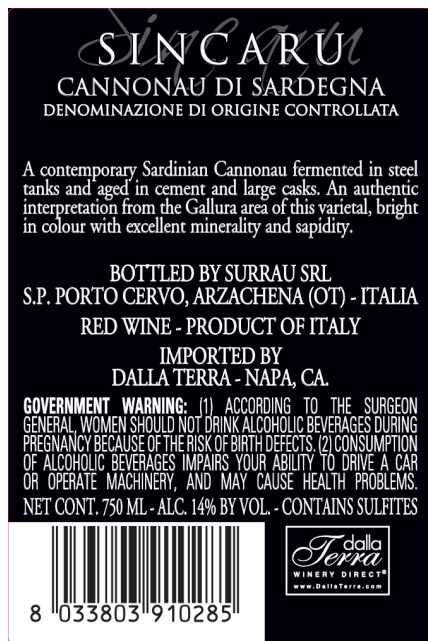 SINCARU
CANNONAU DI SARDEGNA
DENOMINAZIONE DI ORIGINE CONTROLLATA
A contemporary Sardinian Cannonau fermented in steel
tanks and aged in cement and large casks. An authentic
interpretation from the Gallura area of this varietal, bright
in colour with excellent minerality and sapidity.
BOTTLED BY SURRAU SRL
S.P. PORTO CERVO, ARZACHENA (OT) - ITALIA
RED WINE - PRODUCT OF ITALY
IMPORTED BY
DALLA TERRA - NAPA, CA.
GOVERNMENT WARNING: (1) ACCORDING TO THE SURGEON
GENERAL, WOMEN SHOULD NOT DRINK ALCOHOLIC BEVERAGES DURING
PREGNANCY BECAUSE OF THE RISK OF BIRTH DEFECTS. (2) CONSUMPTION
OF ALCOHOLIC BEVERAGES IMPAIRS YOUR ABILITY TO DRIVE A CAR
OR OPERATE MACHINERY, AND MAY CAUSE HEALTH PROBLEMS.
NET CONT. 750 ML - ALC. 14% BY VOL. - CONTAINS SULFITES
8 033803 910285
dalla
Terra
WINERY DIRECT®
www.DallaTerra.com